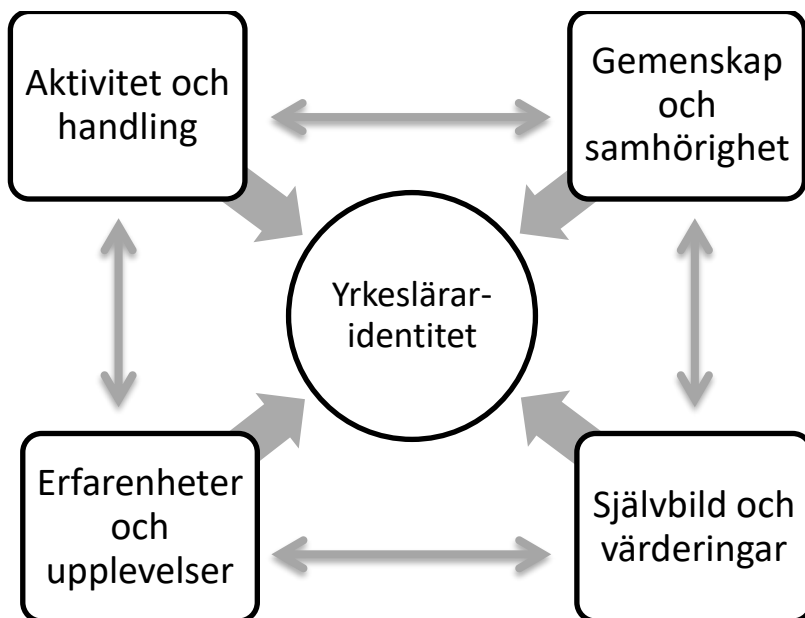 Aktivitet och
handling
Gemenskap
och
samhörighet
Yrkeslärar-
identitet
Erfarenheter
och
upplevelser
Självbild och
värderingar